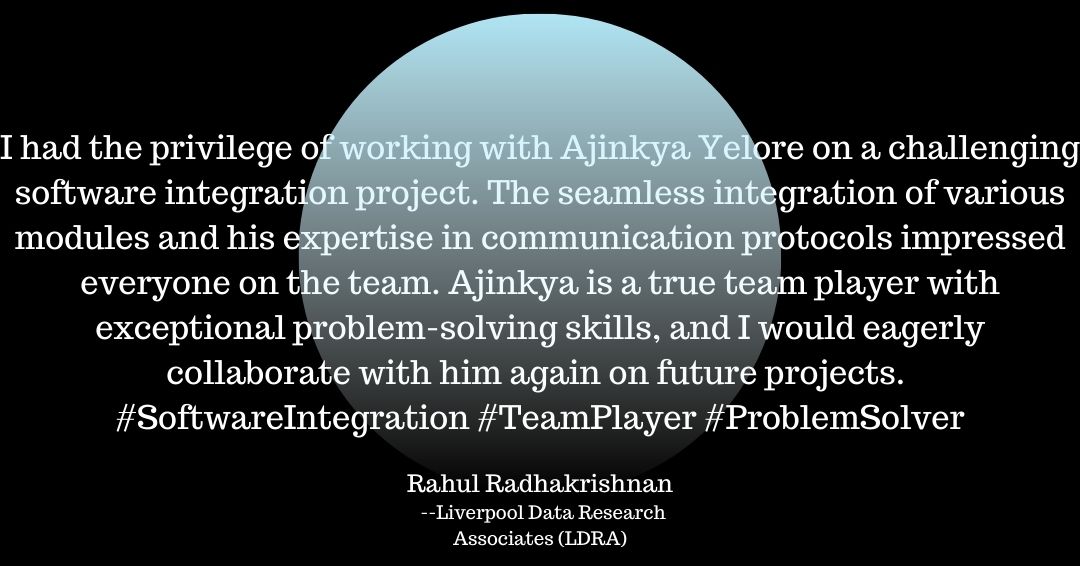 I had the privilege of working with Ajinkya Yelore on a challenging
software integration project. The seamless integration of various
modules and his expertise in communication protocols impressed
everyone on the team. Ajinkya is a true team player with
exceptional problem-solving skills, and I would eagerly
collaborate with him again on future projects.
#SoftwareIntegration #TeamPlayer #ProblemSolver
Rahul Radhakrishnan
--Liverpool Data Research
Associates (LDRA)